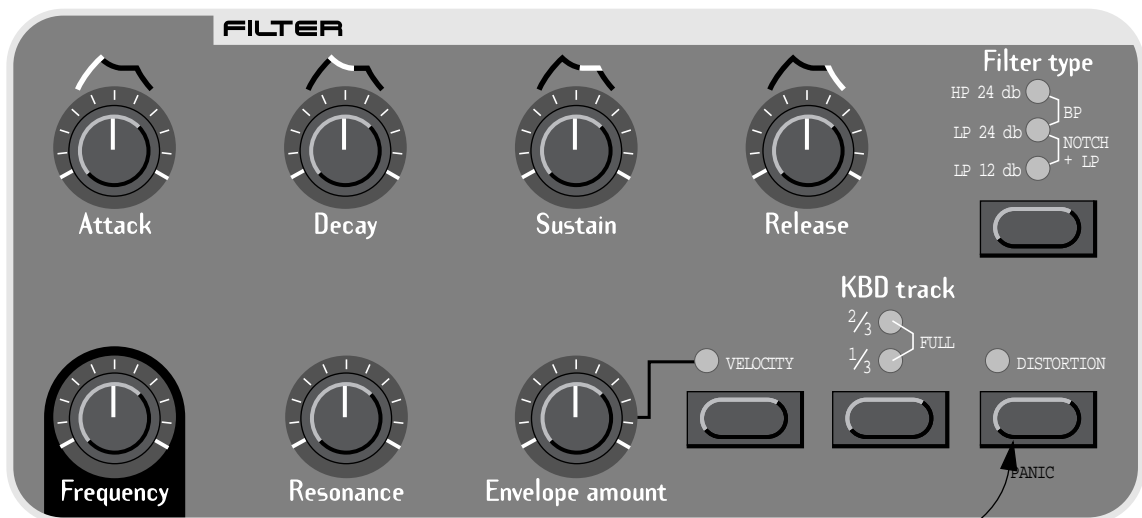 FILTER
Filter type
HP 24 db
BP
LP 24 db
NOTCH
+ LP
LP 12 db
Attack
Decay
Sustain
Release
KBD track
2/3
FULL
1/3
VELOCITY
DISTORTION
PANIC
Frequency
Resonance
Envelope amount